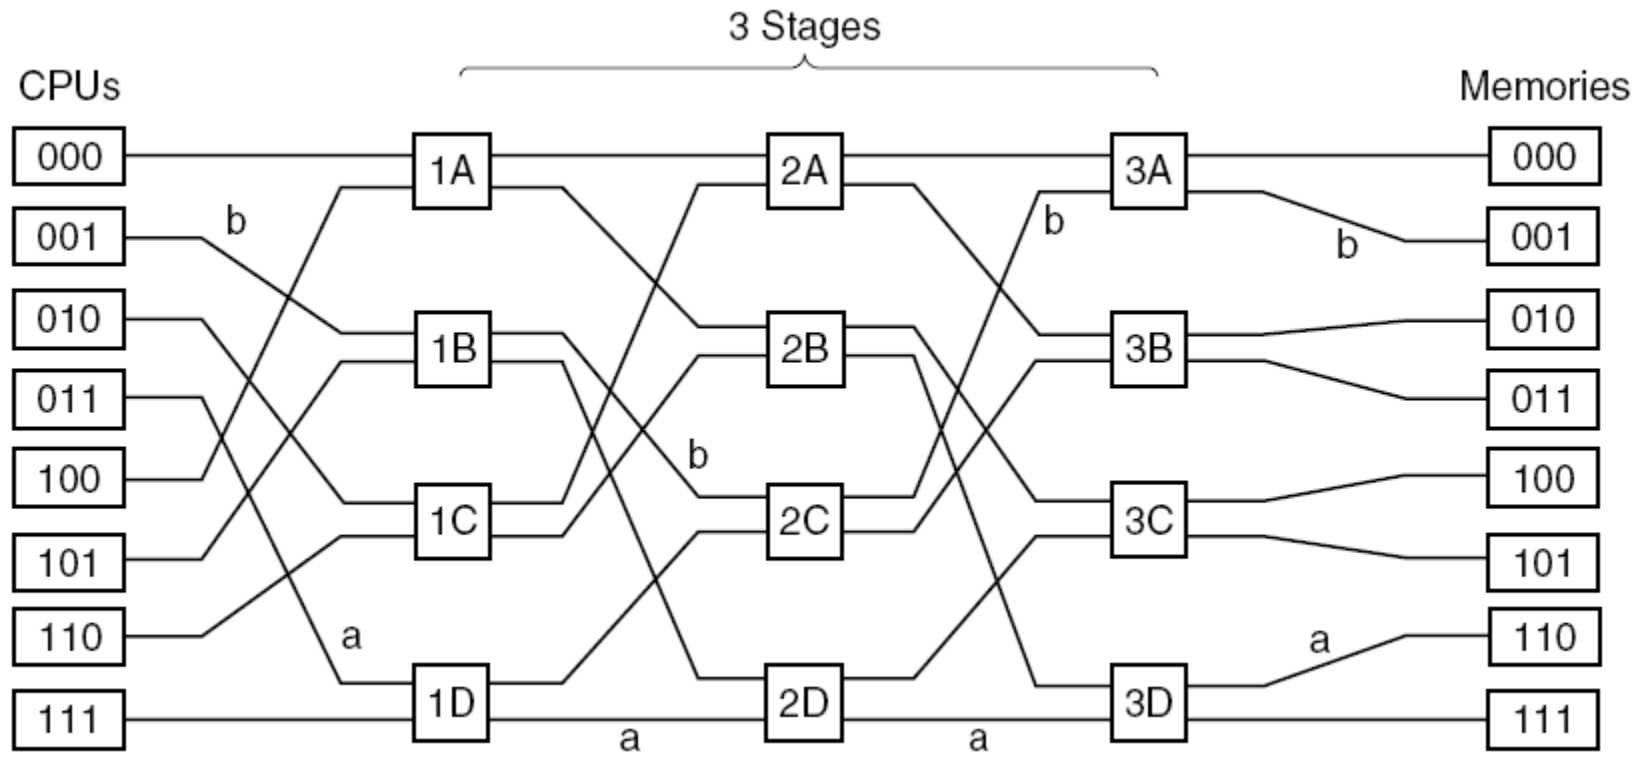 3 Stages
CPUs Memories
000 1A 2A 3A 000
001 b b b 001
010 1B 2B 3B 010
011 011
100 b 100
1C 2C 3C
101 101
110 a a 110
111 1D 2D 3D 111
a a